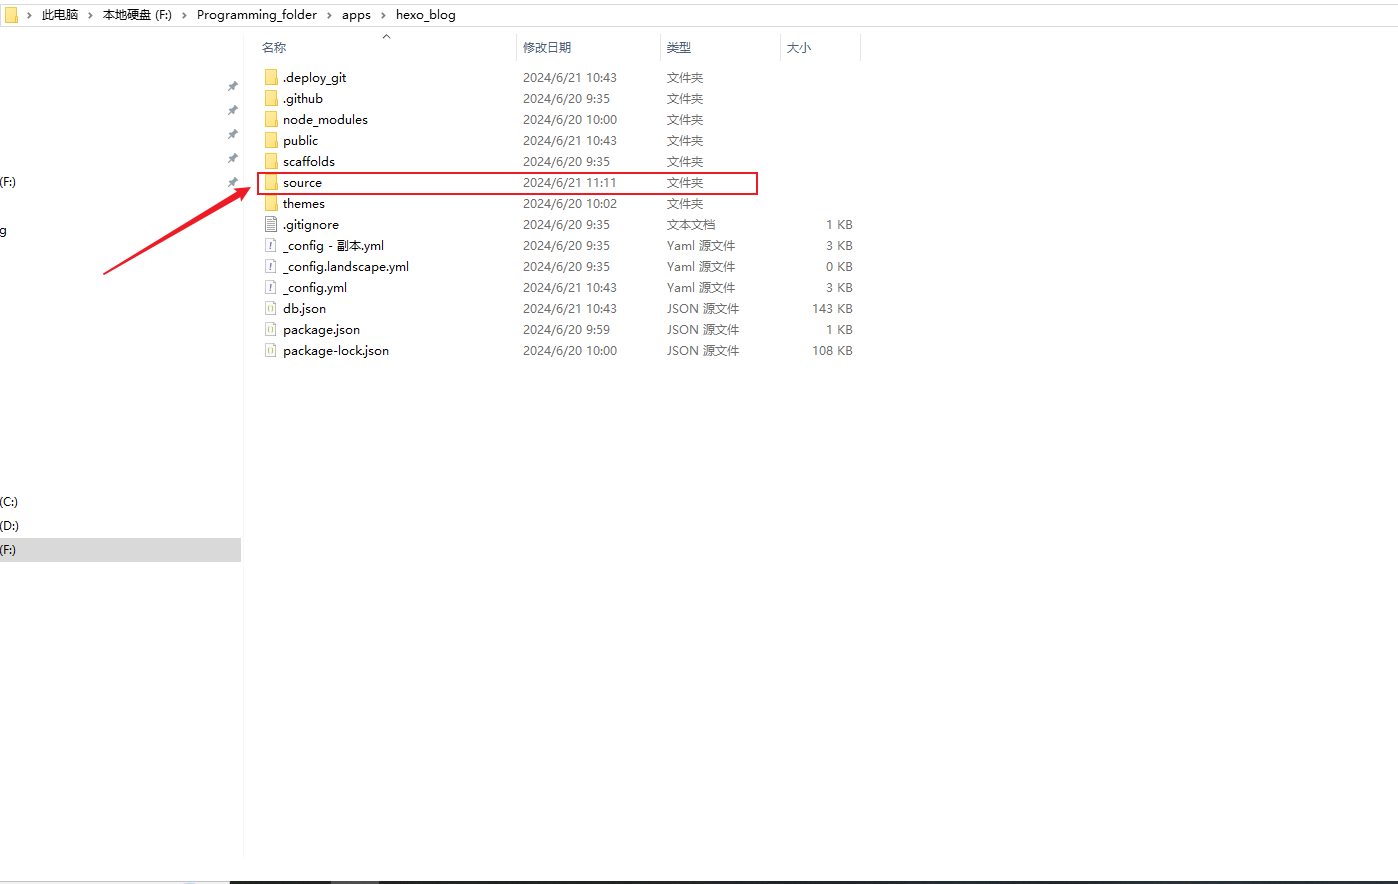 此电脑 › 本地硬盘 (F:) › Programming_folder › apps › hexo_blog
名称 修改日期 类型 大小
.deploy_git 2024/6/21 10:43 文件夹
.github 2024/6/20 9:35 文件夹
node_modules 2024/6/20 10:00 文件夹
public 2024/6/21 10:43 文件夹
scaffolds 2024/6/20 9:35 文件夹
(F:) source 2024/6/21 11:11 文件夹
themes 2024/6/20 10:02 文件夹
g .gitignore 2024/6/20 9:35 文本文档 1 KB
_config - 副本.yml 2024/6/20 9:35 Yaml 源文件 3 KB
_config.landscape.yml 2024/6/20 9:35 Yaml 源文件 0 KB
_config.yml 2024/6/21 10:43 Yaml 源文件 3 KB
db.json 2024/6/21 10:43 JSON 源文件 143 KB
package.json 2024/6/20 9:59 JSON 源文件 1 KB
package-lock.json 2024/6/20 10:00 JSON 源文件 108 KB
(C:)
(D:)
(F:)